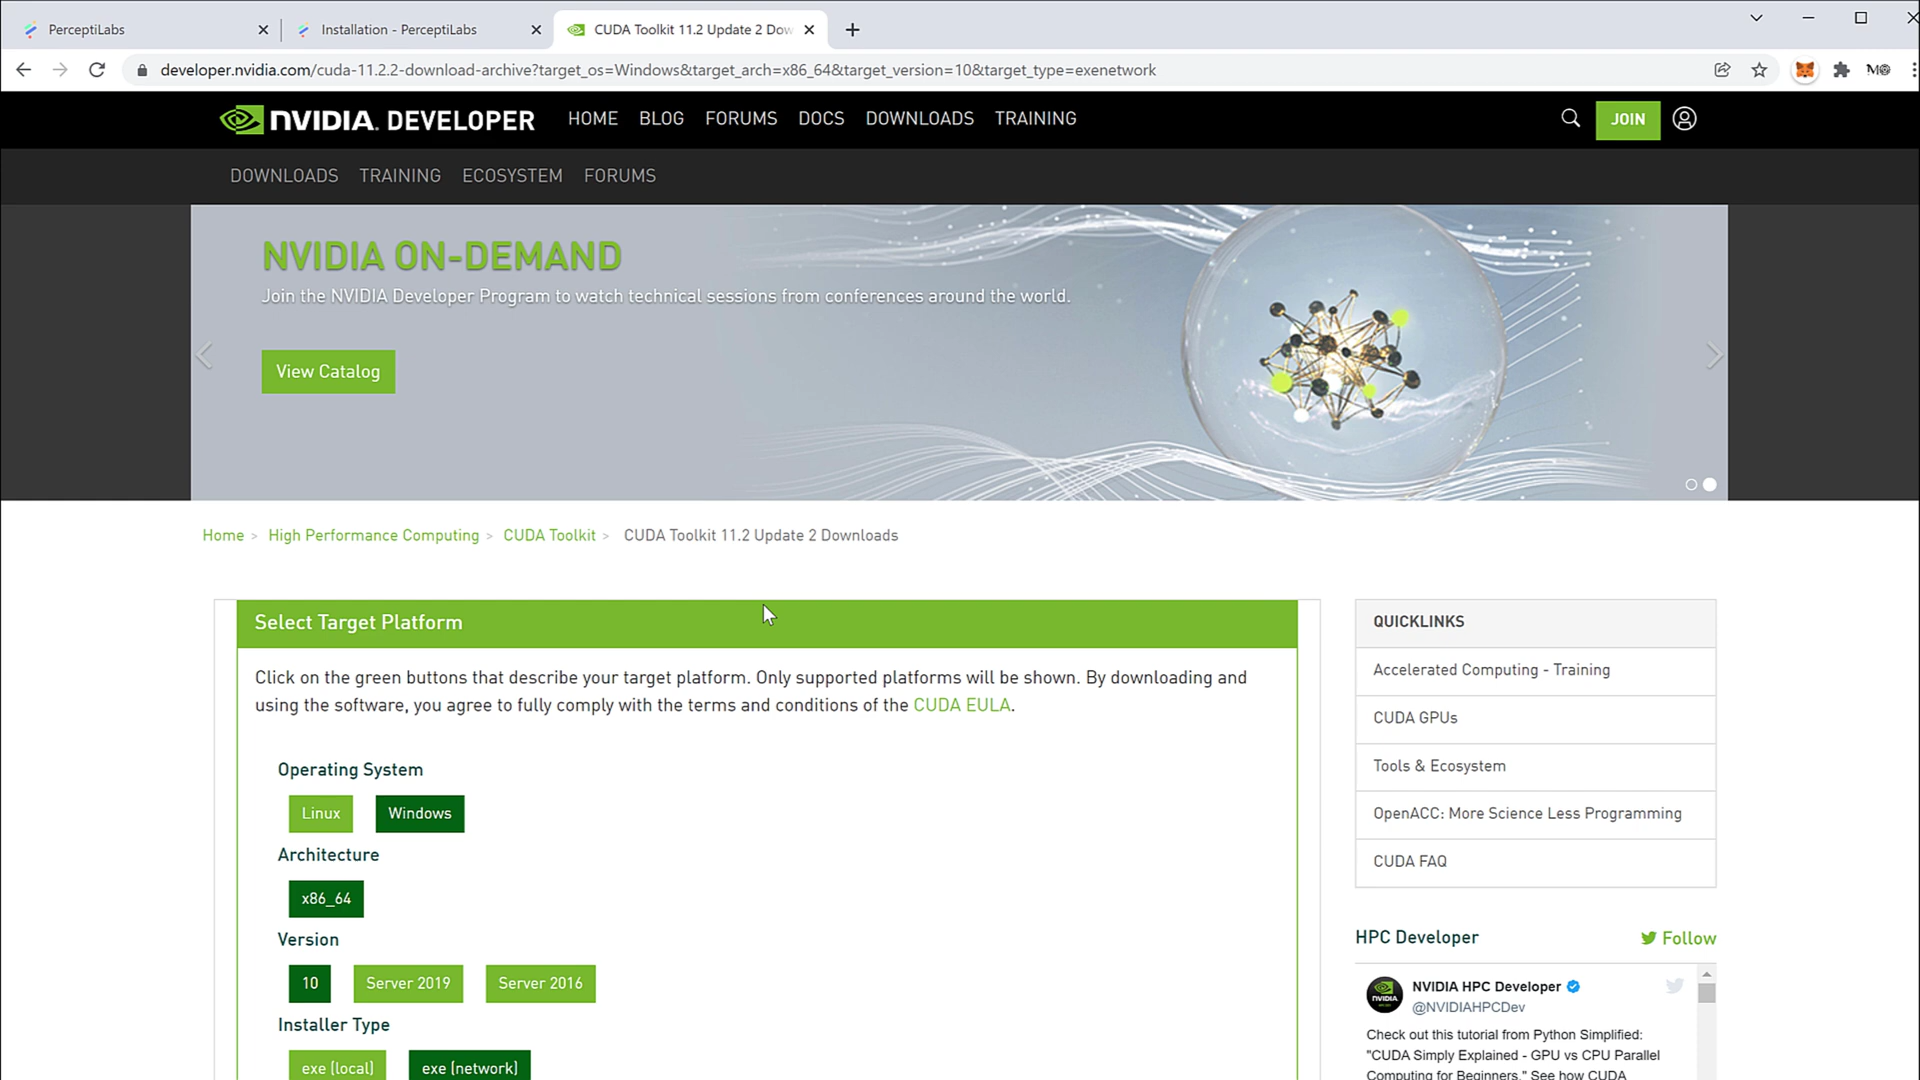 PerceptiLabs
Installation - PerceptiLabs
CUDA Toolkit 11.2 Update 2 Dow
developer.nvidia.com/cuda-11.2.2-download-archive?target_os=Windows&target_arch=x86_64&target_version=10&target_type=exenetwork
NVIDIA. DEVELOPER
HOME BLOG FORUMS DOCS DOWNLOADS TRAINING
JOIN
DOWNLOADS TRAINING ECOSYSTEM FORUMS
NVIDIA ON-DEMAND
Join the NVIDIA Developer Program to watch technical sessions from conferences around the world.
View Catalog
Home > High Performance Computing > CUDA Toolkit > CUDA Toolkit 11.2 Update 2 Downloads
Select Target Platform
Click on the green buttons that describe your target platform. Only supported platforms will be shown. By downloading and
using the software, you agree to fully comply with the terms and conditions of the CUDA EULA.
Operating System
Linux Windows
Architecture
x86_64
Version
10 Server 2019 Server 2016
Installer Type
exe (local) exe (network)
QUICKLINKS
Accelerated Computing - Training
CUDA GPUs
Tools & Ecosystem
OpenACC: More Science Less Programming
CUDA FAQ
HPC Developer
Follow
NVIDIA HPC Developer
@NVIDIAHPCDev
Check out this tutorial from Python Simplified:
"CUDA Simply Explained - GPU vs CPU Parallel
Computing for Beginners." See how CUDA